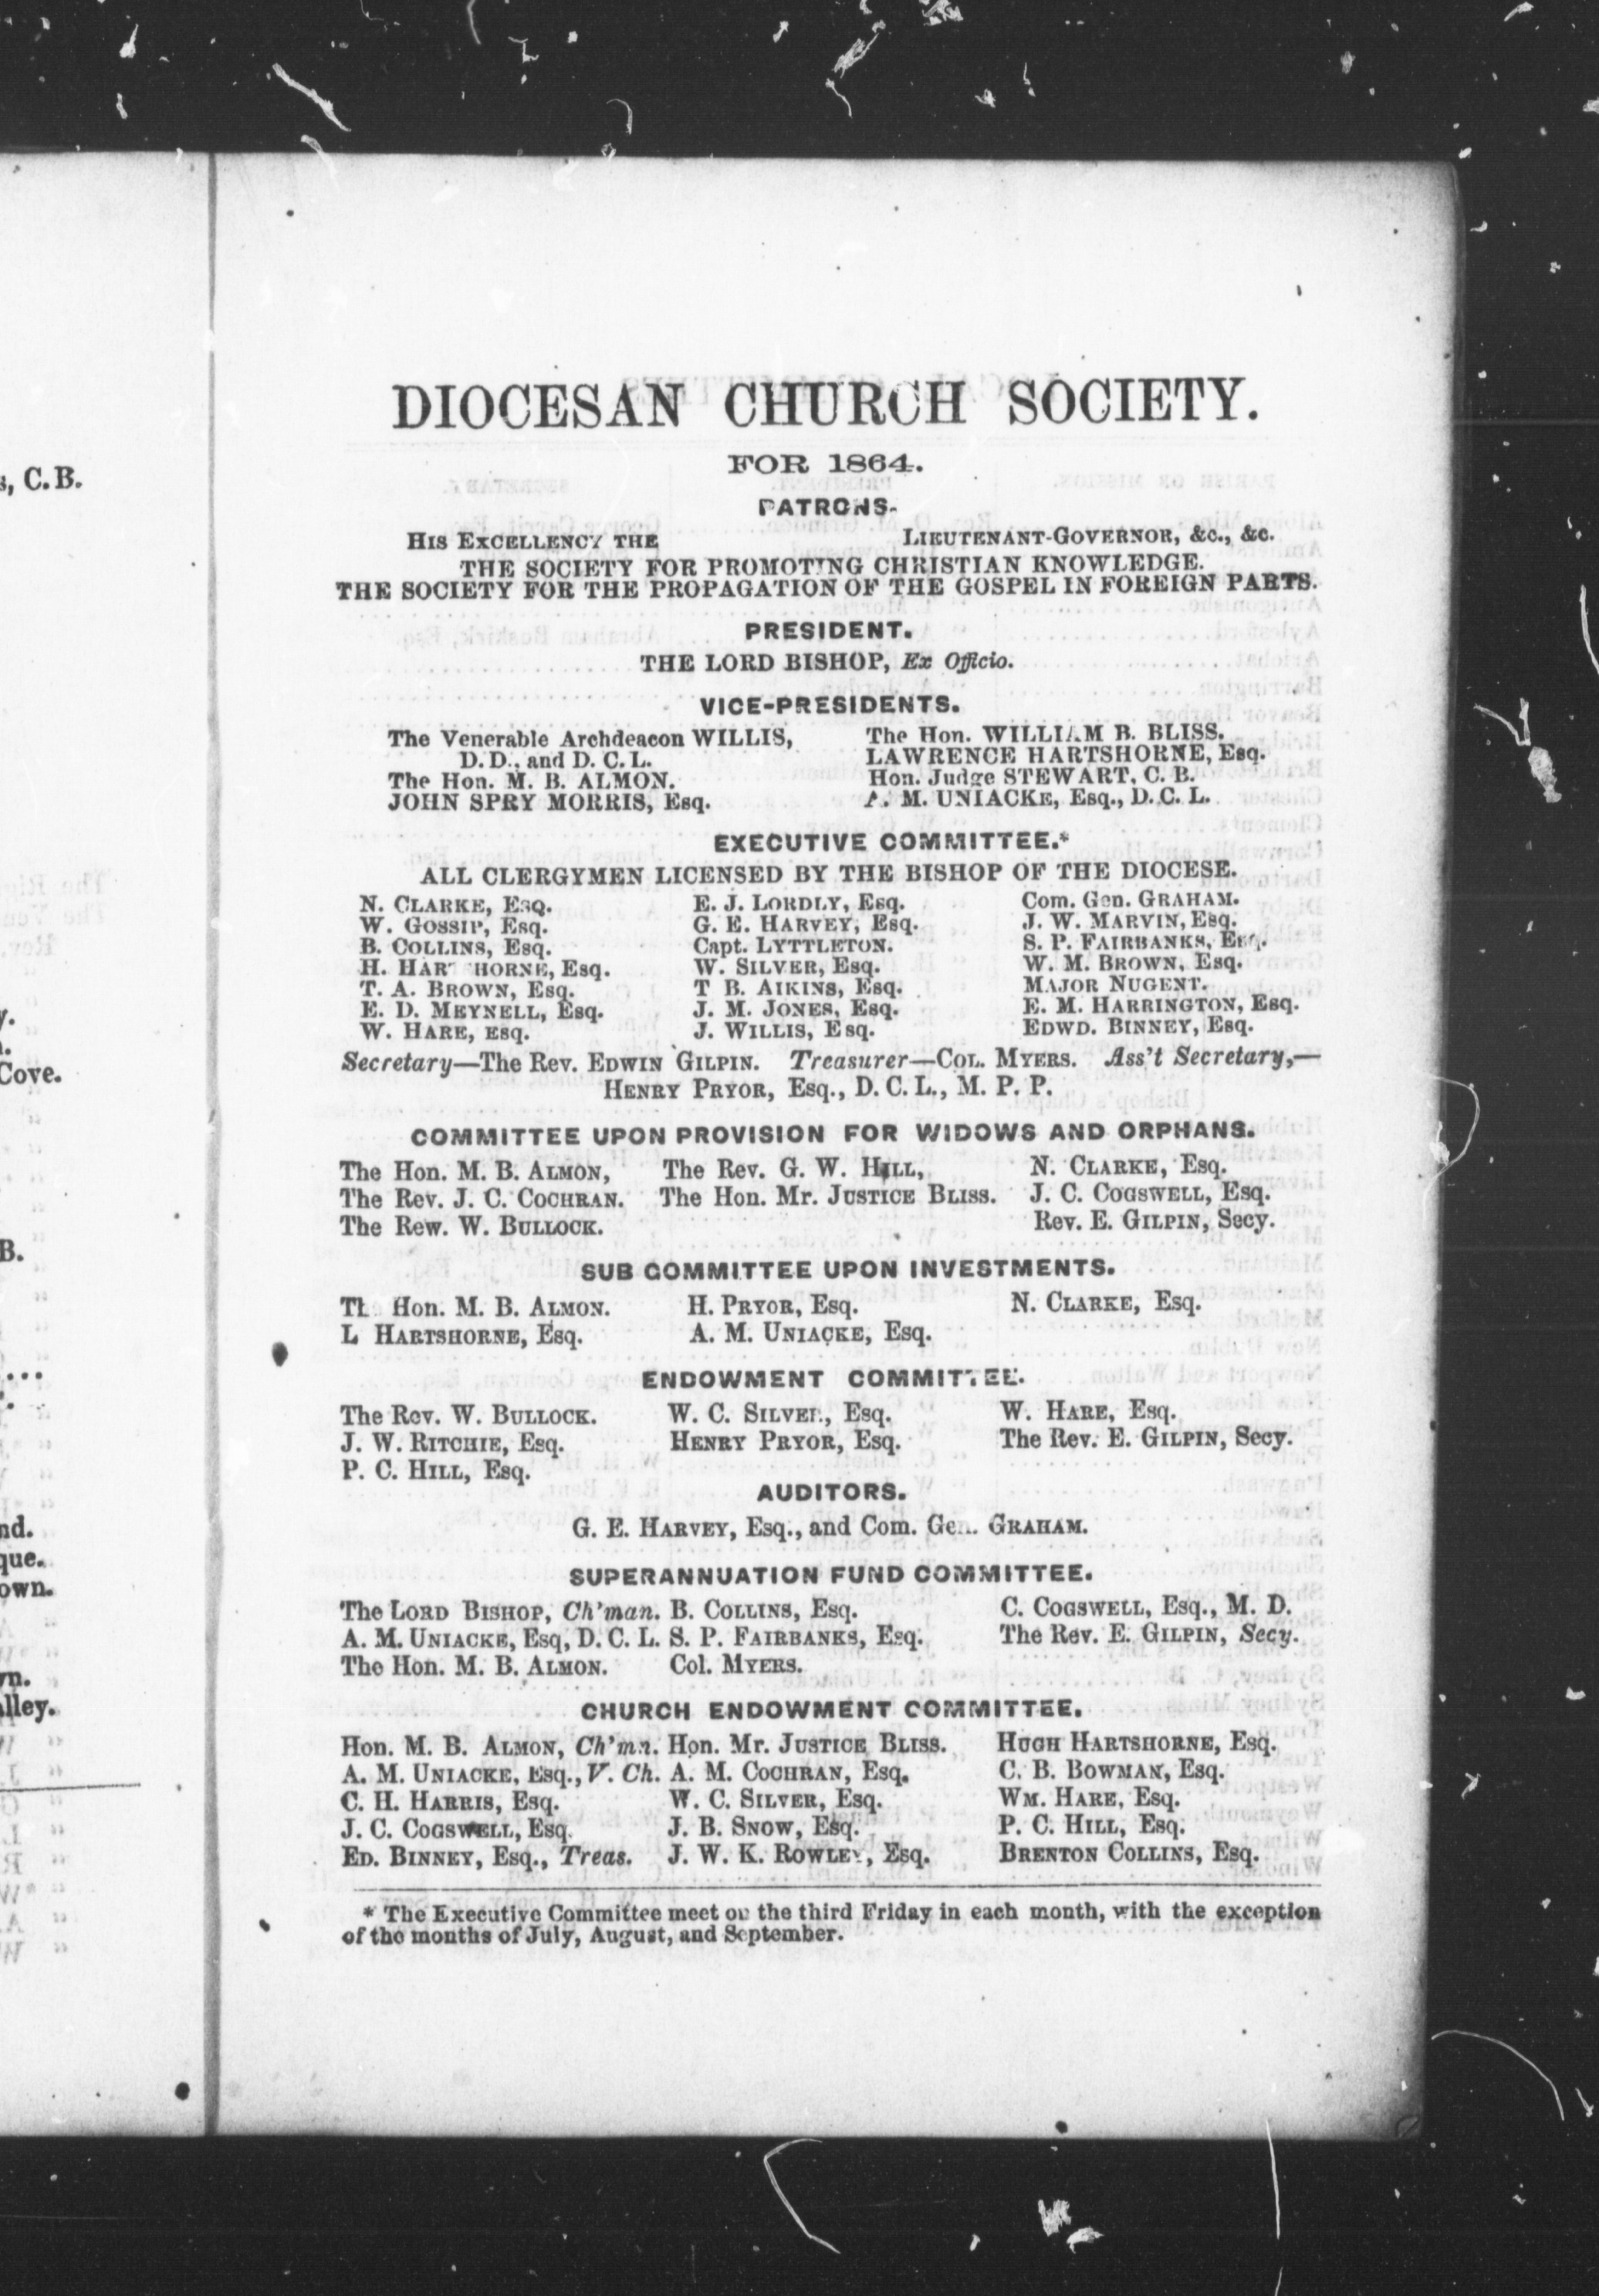 s, C.B.
Cove.
B.
nd.
que.
own.
wn.
lley.
DIOCESAN CHURCH SOCIETY.
FOR 1864.
PATRONS.
HIS EXCELLENCY THE LIEUTENANT-GOVERNOR, &c., &c.
THE SOCIETY FOR PROMOTING CHRISTIAN KNOWLEDGE.
THE SOCIETY FOR THE PROPAGATION OF THE GOSPEL IN FOREIGN PARTS.
PRESIDENT.
THE LORD BISHOP, Ex Officio.
VICE-PRESIDENTS.
The Venerable Archdeacon WILLIS,
D.D., and D. C. L.
The Hon. M. B. ALMON.
JOHN SPRY MORRIS, Esq.
The Hon. WILLIAM B. BLISS.
LAWRENCE HARTSHORNE, Esq.
Hon. Judge STEWART, C. B.
A. M. UNIACKE, Esq., D. C. L.
EXECUTIVE COMMITTEE.*
ALL CLERGYMEN LICENSED BY THE BISHOP OF THE DIOCESE.
N. CLARKE, ESQ.
W. GOSSIP, Esq.
B. COLLINS, Esq.
H. HARTSHORNE, Esq.
T. A. BROWN, Esq.
E. D. MEYNELL, Esq.
W. HARE, ESQ.
E. J. LORDLY, Esq.
G. E. HARVEY, Esq.
Capt. LYTTLETON.
W. SILVER, Esq.
T B. AIKINS, Esq.
J. M. JONES, Esq.
J. WILLIS, Esq.
Com. Gen. GRAHAM.
J. W. MARVIN, Esq.
S. P. FAIRBANKS, Esq.
W. M. BROWN, Esq.
MAJOR NUGENT.
E. M. HARRINGTON, Esq.
EDWD. BINNEY, Esq.
Secretary—The Rev. EDWIN GILPIN. Treasurer—COL. MYERS. Ass't Secretary,—
HENRY PRYOR, Esq., D. C. L., M. P. P.
COMMITTEE UPON PROVISION FOR WIDOWS AND ORPHANS.
The Hon. M. B. ALMON, The Rev. G. W. HILL, N. CLARKE, Esq.
The Rev. J. C. COCHRAN. The Hon. Mr. JUSTICE BLISS. J. C. COGSWELL, Esq.
The Rew. W. BULLOCK. Rev. E. GILPIN, Secy.
SUB COMMITTEE UPON INVESTMENTS.
The Hon. M. B. ALMON. H. PRYOR, Esq. N. CLARKE, Esq.
L HARTSHORNE, Esq. A. M. UNIACKE, Esq.
ENDOWMENT COMMITTEE.
The Rev. W. BULLOCK. W. C. SILVER, Esq. W. HARE, Esq.
J. W. RITCHIE, Esq. HENRY PRYOR, Esq. The Rev. E. GILPIN, Secy.
P. C. HILL, Esq.
AUDITORS.
G. E. HARVEY, Esq., and Com. Gen. GRAHAM.
SUPERANNUATION FUND COMMITTEE.
The LORD BISHOP, Ch'man. B. COLLINS, Esq. C. COGSWELL, Esq., M. D.
A. M. UNIACKE, Esq, D. C. L. S. P. FAIRBANKS, Esq. The Rev. E. GILPIN, Secy.
The Hon. M. B. ALMON. Col. MYERS.
CHURCH ENDOWMENT COMMITTEE.
Hon. M. B. ALMON, Ch'mn. Hon. Mr. JUSTICE BLISS. HUGH HARTSHORNE, Esq.
A. M. UNIACKE, Esq., V. Ch. A. M. COCHRAN, Esq. C. B. BOWMAN, Esq.
C. H. HARRIS, Esq. W. C. SILVER, Esq. WM. HARE, Esq.
J. C. COGSWELL, Esq. J. B. SNOW, Esq. P. C. HILL, Esq.
ED. BINNEY, Esq., Treas. J. W. K. ROWLEY, Esq. BRENTON COLLINS, Esq.
* The Executive Committee meet on the third Friday in each month, with the exception
of the months of July, August, and September.